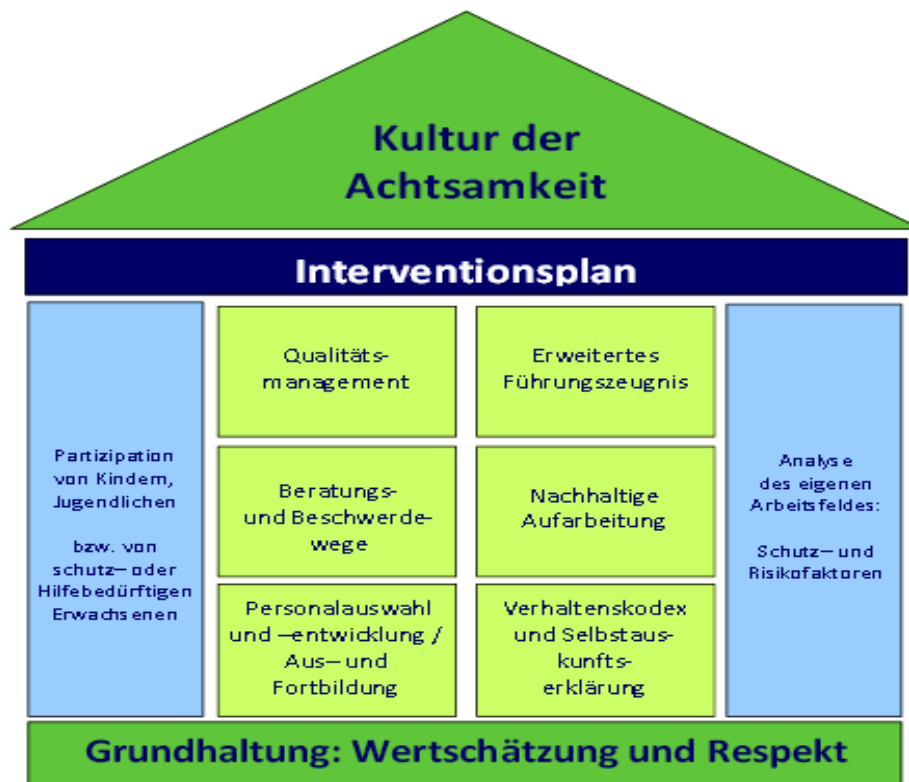 Kultur der
Achtsamkeit
Interventionsplan
Partizipation
von Kindern,
Jugendlichen
bzw. von
schutz– oder
Hilfebedürftigen
Erwachsenen
Qualitäts-
management
Erweitertes
Führungszeugnis
Beratungs-
und Beschwerde-
wege
Nachhaltige
Aufarbeitung
Personalauswahl
und –entwicklung /
Aus– und
Fortbildung
Verhaltenskodex
und Selbstaus-
kunfts-
erklärung
Analyse
des eigenen
Arbeitsfeldes:
Schutz– und
Risikofaktoren
Grundhaltung: Wertschätzung und Respekt